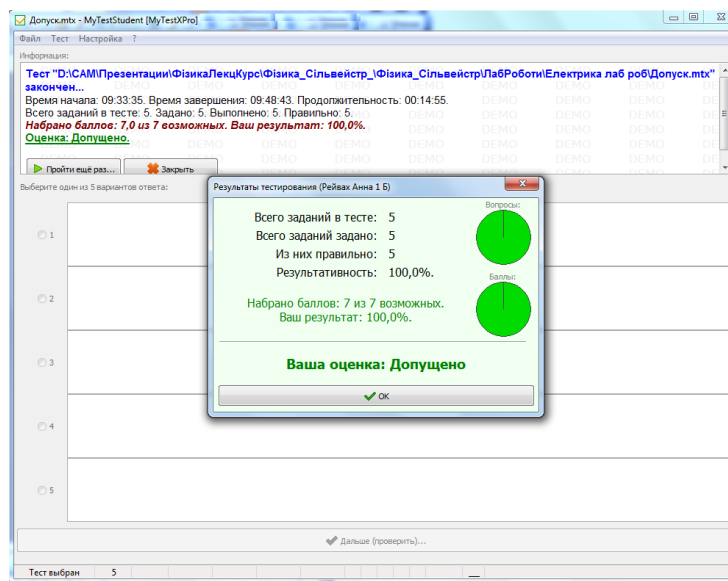 Допуск.mtx - MyTestStudent [MyTestXPro]
Файл Тест Настройка ?
Информация:
Тест "D:\САМ\Презентации\ФізикаЛекцКурс\Фізика_Сільвейстр_\Фізика_Сільвейстр\ЛабРоботи\Електрика лаб роб\Допуск.mtx"
закончен...
Время начала: 09:33:35. Время завершения: 09:48:43. Продолжительность: 00:14:55.
Всего заданий в тесте: 5. Задано: 5. Выполнено: 5. Правильно: 5.
Набрано баллов: 7,0 из 7 возможных. Ваш результат: 100,0%.
Оценка: Допущено.
Пройти ещё раз... Закрыть
Выберите один из 5 вариантов ответа:
Результаты тестирования (Рейвах Анна 1 Б)
Всего заданий в тесте: 5
Всего заданий задано: 5
Из них правильно: 5
Результативность: 100,0%.
Вопросы:
Баллы:
Набрано баллов: 7 из 7 возможных.
Ваш результат: 100,0%.
Ваша оценка: Допущено
OK
1
2
3
4
5
Дальше (проверить)...
Тест выбран 5